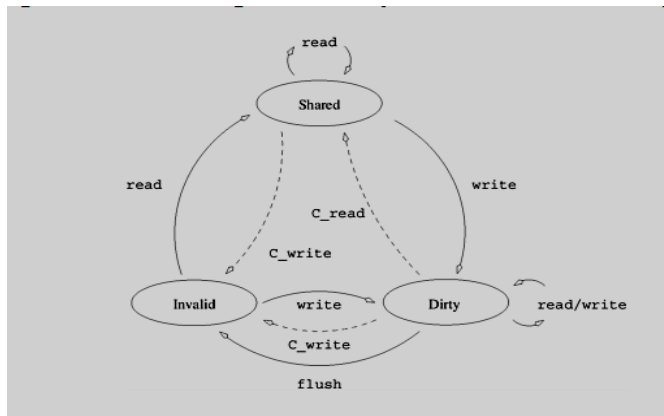 read
Shared
read
write
C_read
C_write
Invalid
write
Dirty
read/write
C_write
flush